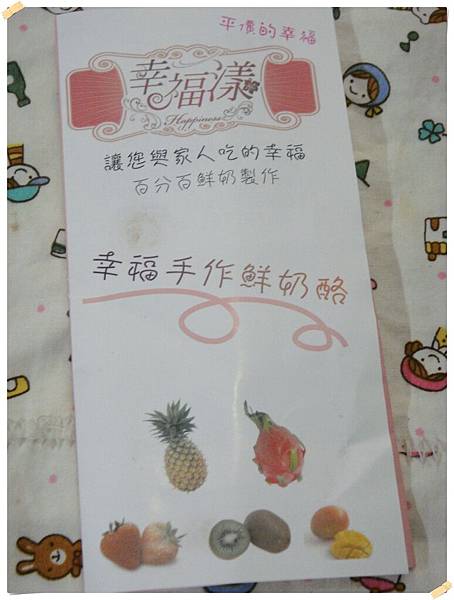 平價的幸福
幸福漾
Happiness
讓您與家人吃的幸福
百分百鮮奶製作
幸福手作鮮奶酪